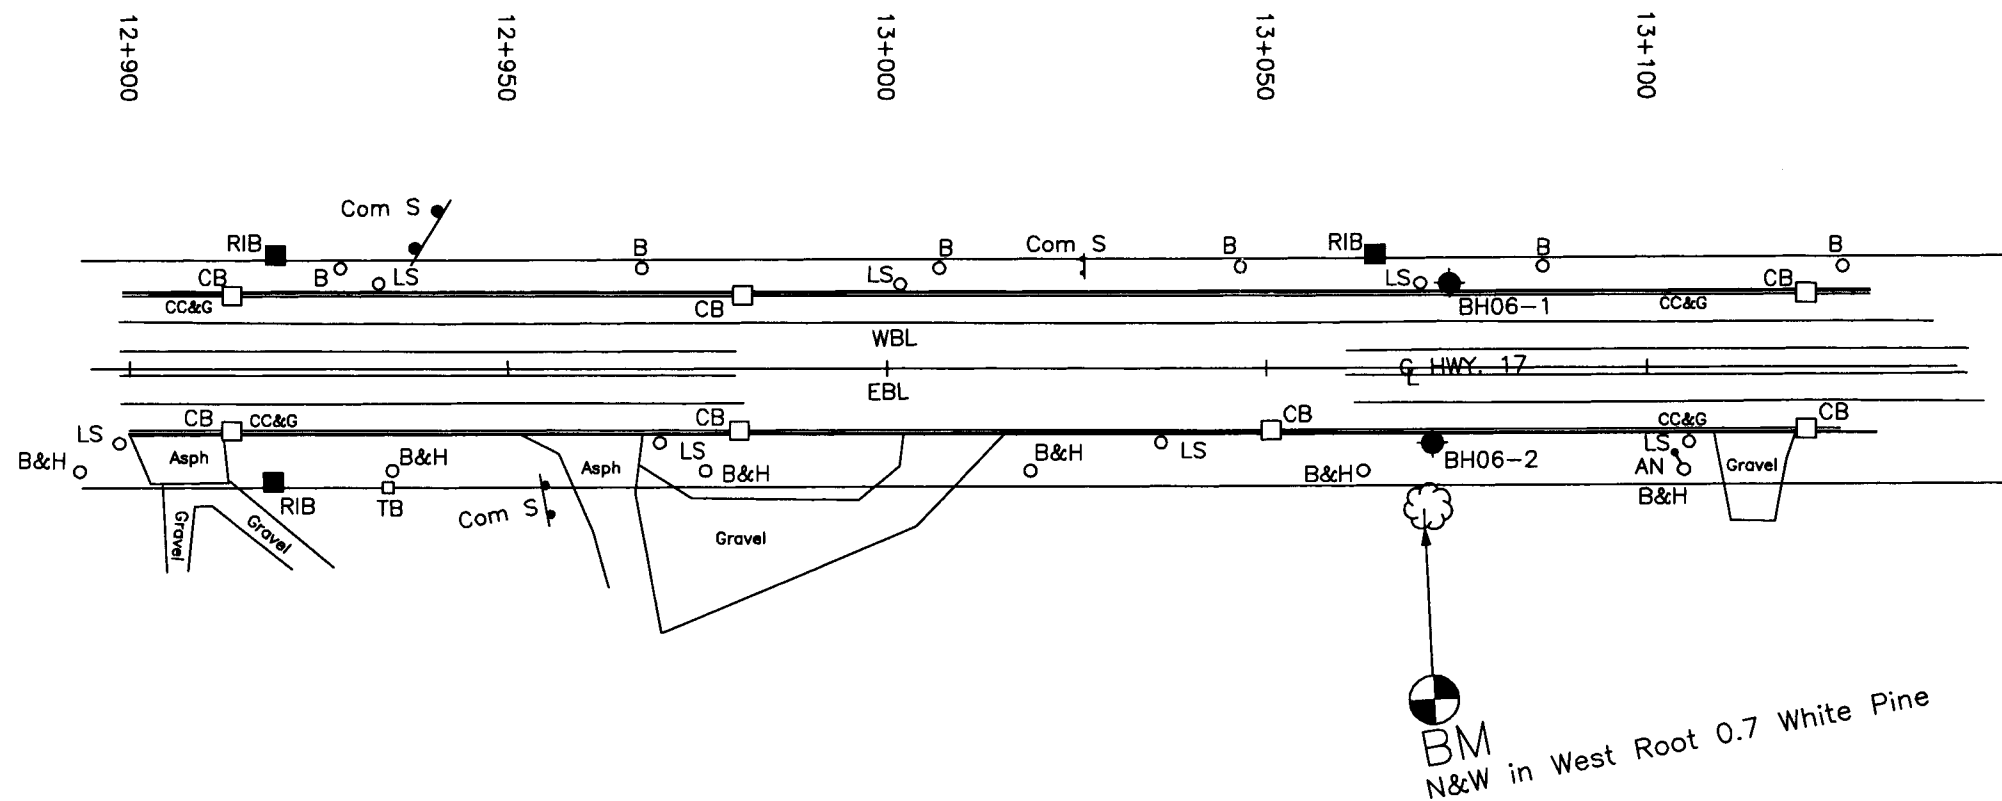 12+900
12+950
13+000
13+050
13+100
Com S
RIB
B
LS
B
B
Com S
B
RIB
B
B
CB
CC&G
CB
LS
LS
BH06-1
CC&G
CB
WBL
℄ HWY. 17
EBL
CB
CC&G
CB
CB
CC&G
CB
LS
B&H
Asph
B&H
RIB
TB
Com S
Asph
LS
B&H
B&H
LS
B&H
BH06-2
LS
AN
B&H
Gravel
Gravel
Gravel
Gravel
BM
N&W in West Root 0.7 White Pine